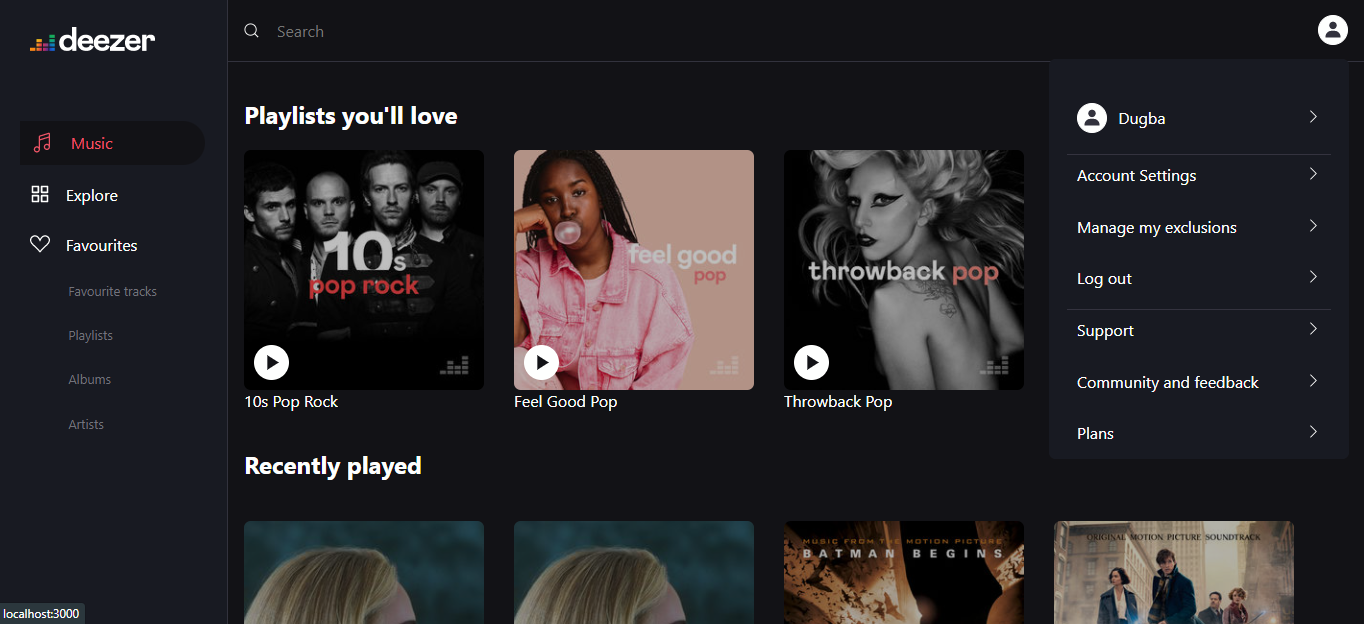 deezer
Search
Music
Explore
Favourites
Favourite tracks
Playlists
Albums
Artists
Playlists you'll love
10s
pop rock
feel good
pop
throwback pop
10s Pop Rock
Feel Good Pop
Throwback Pop
Dugba
Account Settings
Manage my exclusions
Log out
Support
Community and feedback
Plans
Recently played
MUSIC FROM THE MOTION PICTURE
BATMAN BEGINS
ORIGINAL MOTION PICTURE SOUNDTRACK
localhost:3000